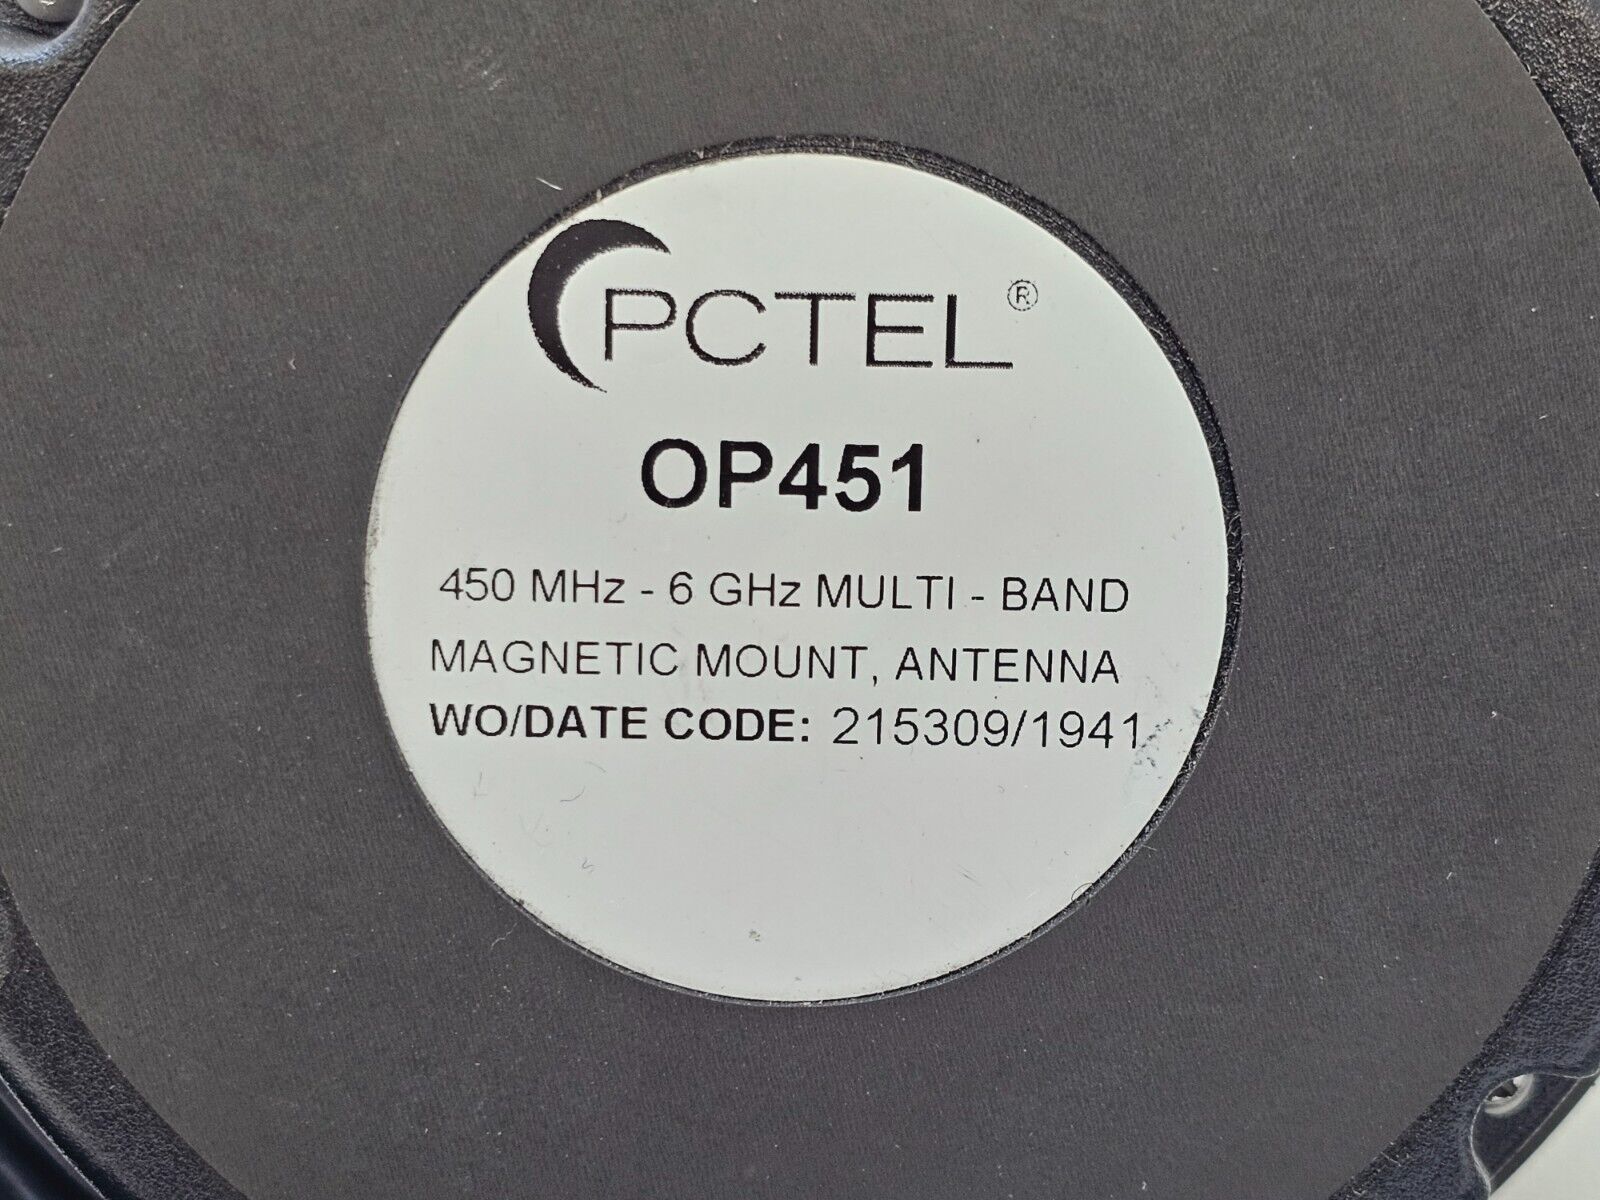 PCTEL®
OP451
450 MHz - 6 GHz MULTI - BAND
MAGNETIC MOUNT, ANTENNA
WO/DATE CODE: 215309/1941